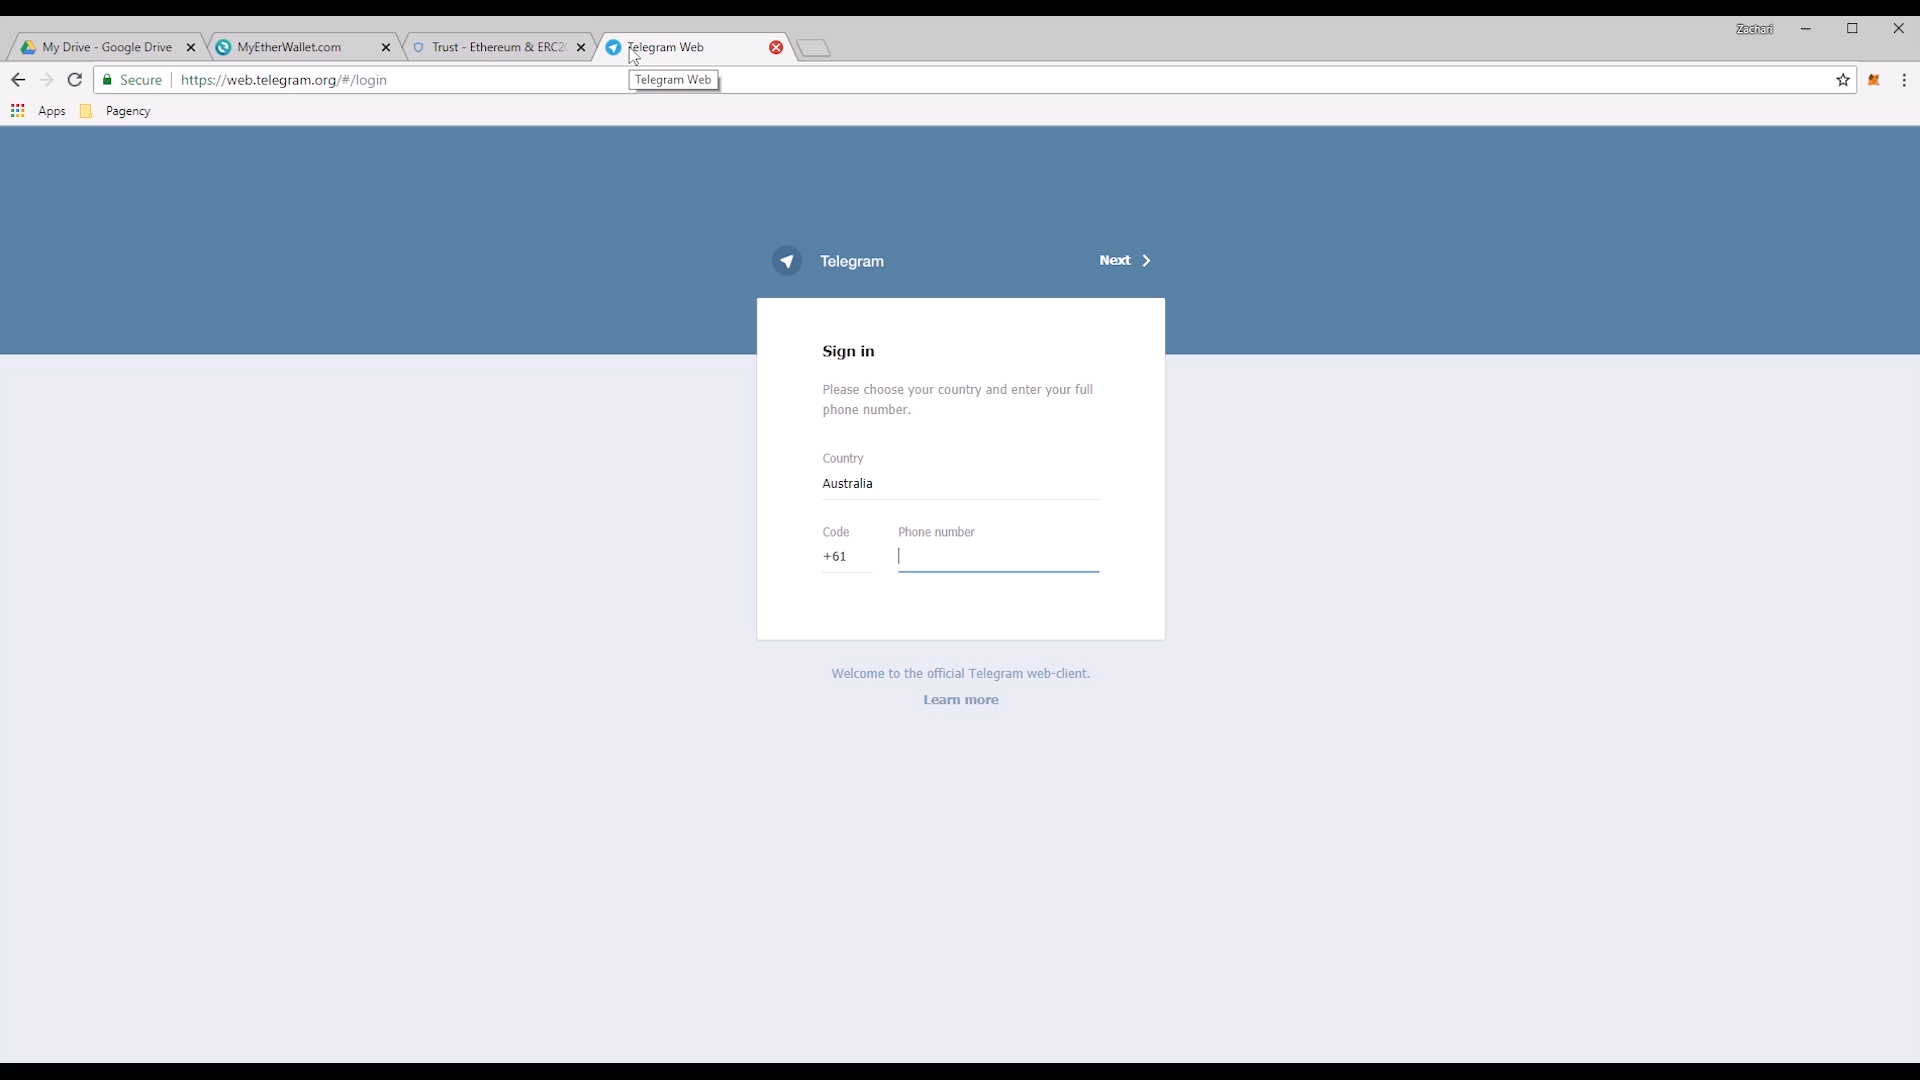 Zachari
My Drive - Google Drive
MyEtherWallet.com
Trust - Ethereum & ERC2
Telegram Web
Secure
https://web.telegram.org/#/login
Telegram Web
Apps
Pagency
Telegram
Next
Sign in
Please choose your country and enter your full
phone number.
Country
Australia
Code
Phone number
+61
Welcome to the official Telegram web-client.
Learn more